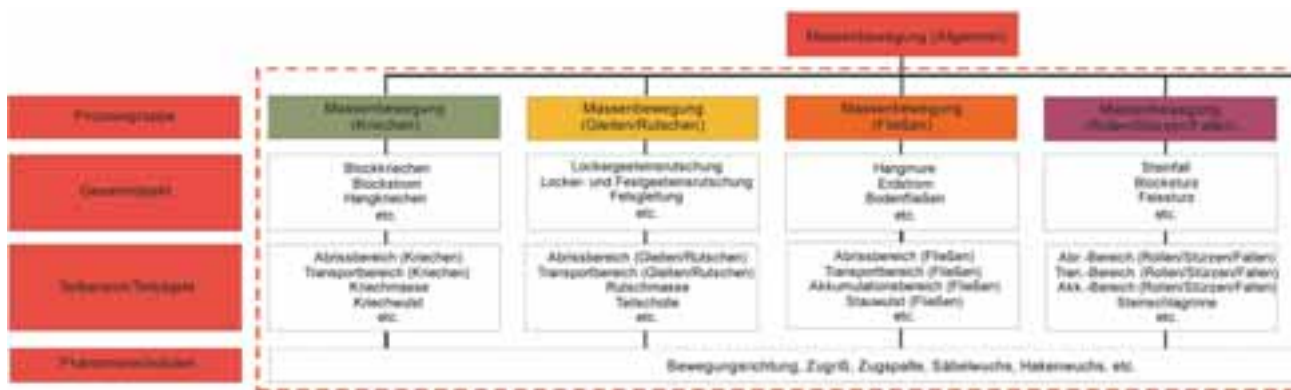 Massenbewegung (Allgemein)
Prozessgruppe
Massenbewegung
(Kriechen)
Massenbewegung
(Gleiten/Rutschen)
Massenbewegung
(Fließen)
Massenbewegung
(Rollen/Stürzen/Fallen)
Gesamtobjekt
Blockkriechen
Blockstrom
Hangkriechen
etc.
Lockergesteinsrutschung
Locker- und Festgesteinsrutschung
Felsgleitung
etc.
Hangmure
Erdstrom
Bodenfließen
etc.
Steinfall
Blocksturz
Felssturz
etc.
Teilbereich/Teilobjekt
Abrissbereich (Kriechen)
Transportbereich (Kriechen)
Kriechmasse
Kriechwulst
etc.
Abrissbereich (Gleiten/Rutschen)
Transportbereich (Gleiten/Rutschen)
Rutschmasse
Teilscholle
etc.
Abrissbereich (Fließen)
Transportbereich (Fließen)
Akkumulationsbereich (Fließen)
Stauwulst (Fließen)
etc.
Abr.-Bereich (Rollen/Stürzen/Fallen)
Tran.-Bereich (Rollen/Stürzen/Fallen)
Akk.-Bereich (Rollen/Stürzen/Fallen)
Steinschlagrinne
etc.
Bewegungsrichtung, Zugriß, Zugspalte, Säbelwuchs, Hakenwuchs, etc.